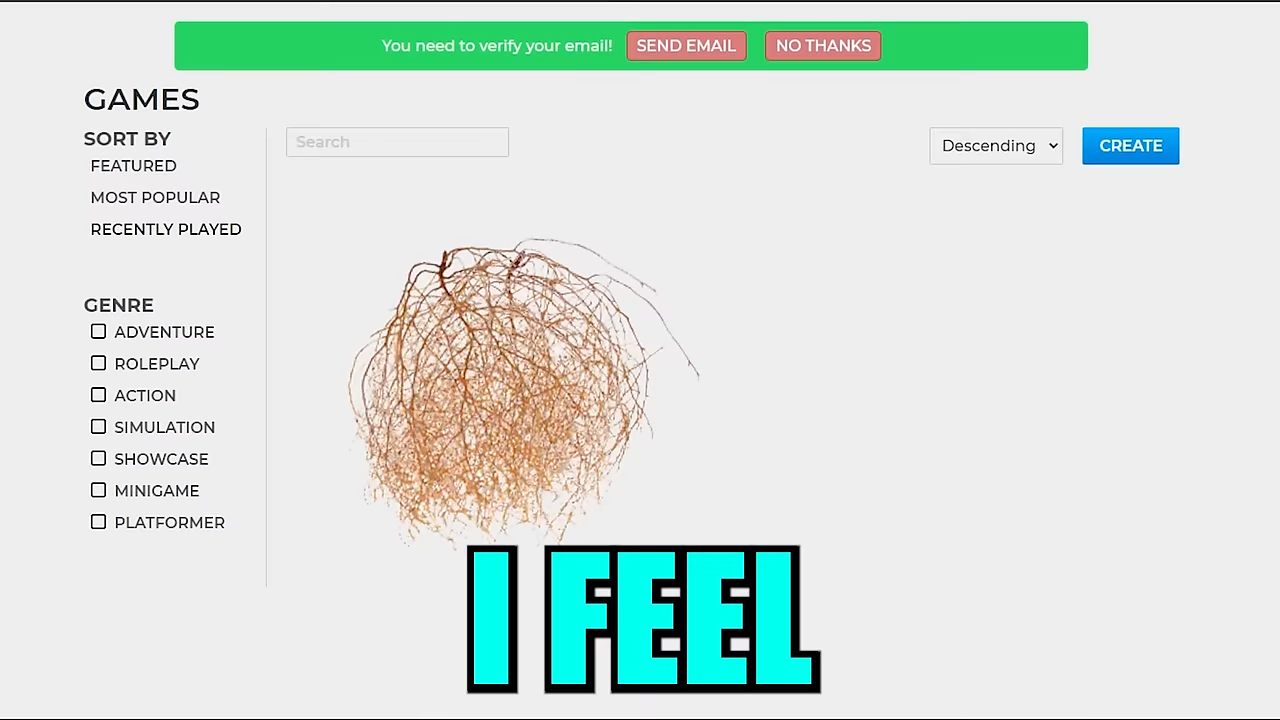 You need to verify your email! SEND EMAIL NO THANKS
GAMES
SORT BY
FEATURED
MOST POPULAR
RECENTLY PLAYED
Search
Descending
CREATE
GENRE
ADVENTURE
ROLEPLAY
ACTION
SIMULATION
SHOWCASE
MINIGAME
PLATFORMER
I FEEL